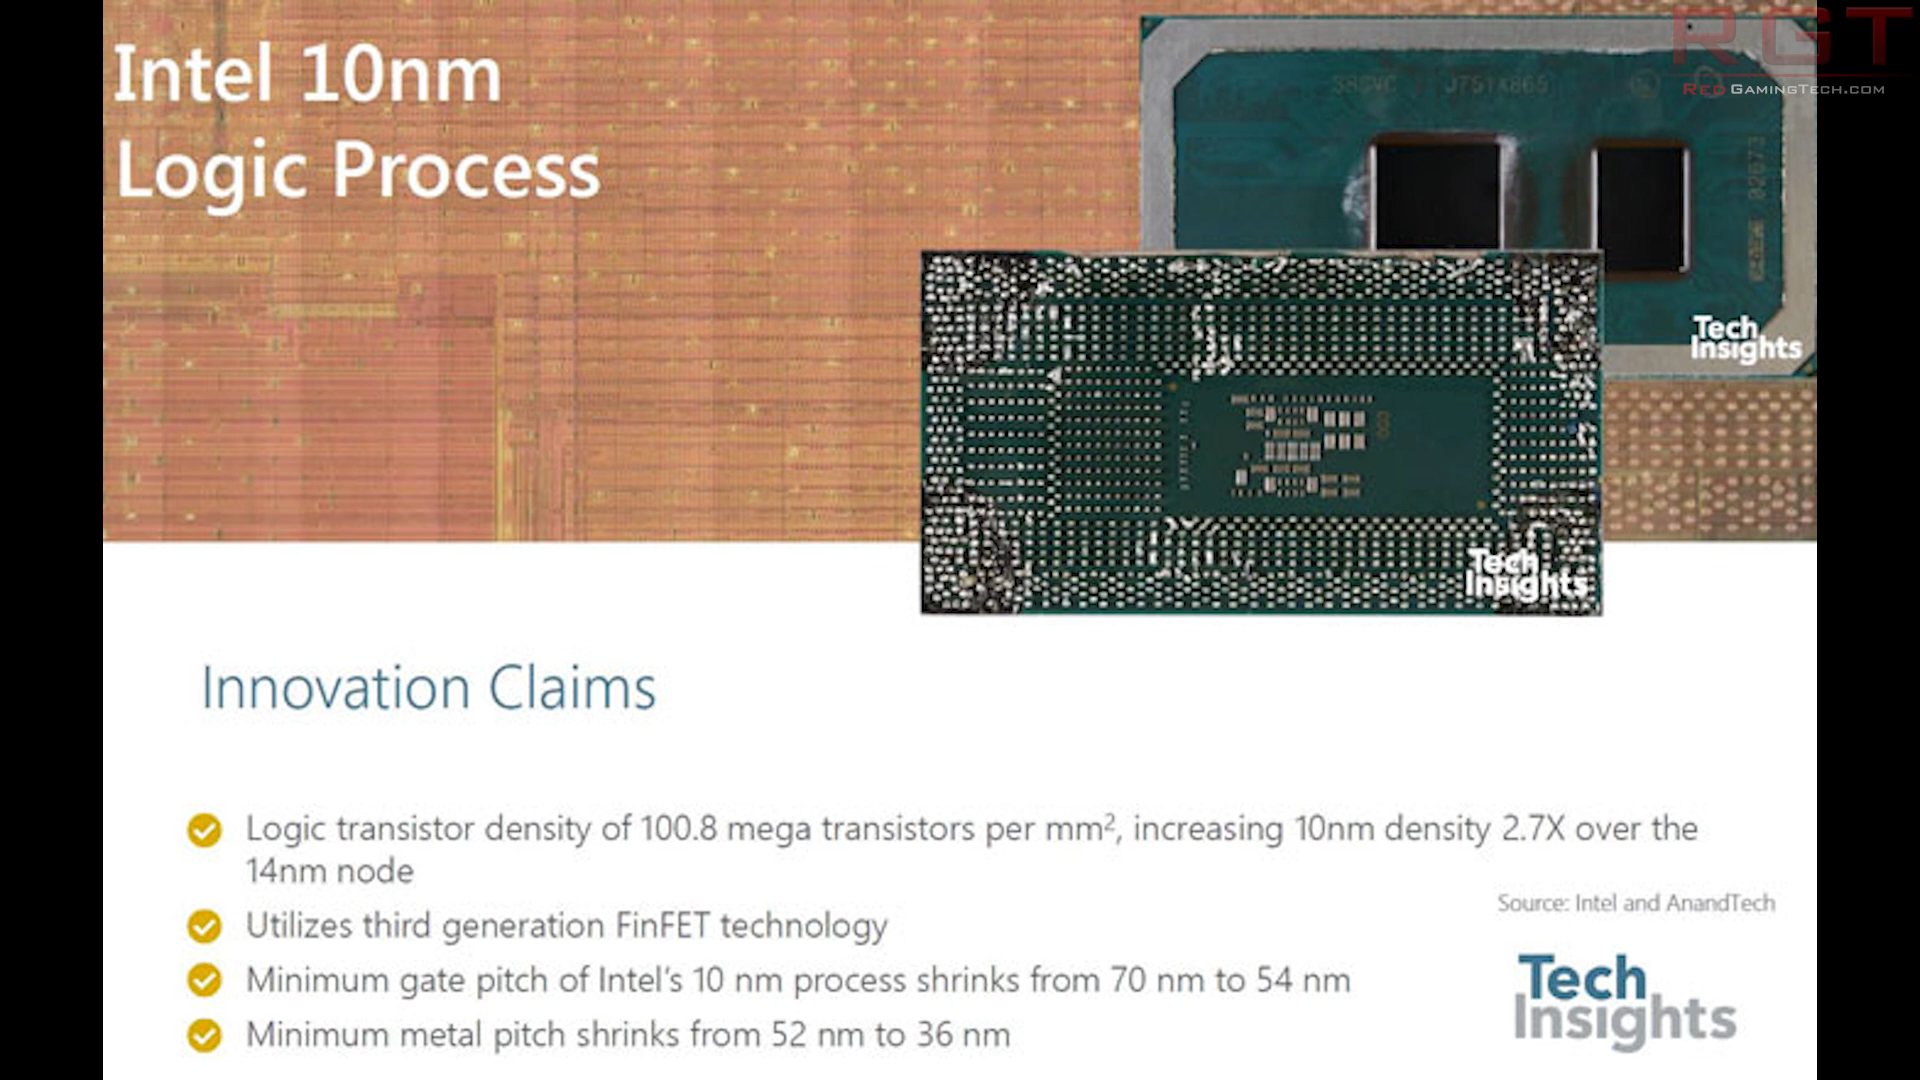 Intel 10nm
Logic Process
RGT
REDGAMINGTECH.COM
Tech
Insights
Tech
Insights
Innovation Claims
Logic transistor density of 100.8 mega transistors per mm², increasing 10nm density 2.7X over the
14nm node
Utilizes third generation FinFET technology
Minimum gate pitch of Intel's 10 nm process shrinks from 70 nm to 54 nm
Minimum metal pitch shrinks from 52 nm to 36 nm
Source: Intel and AnandTech
Tech
Insights